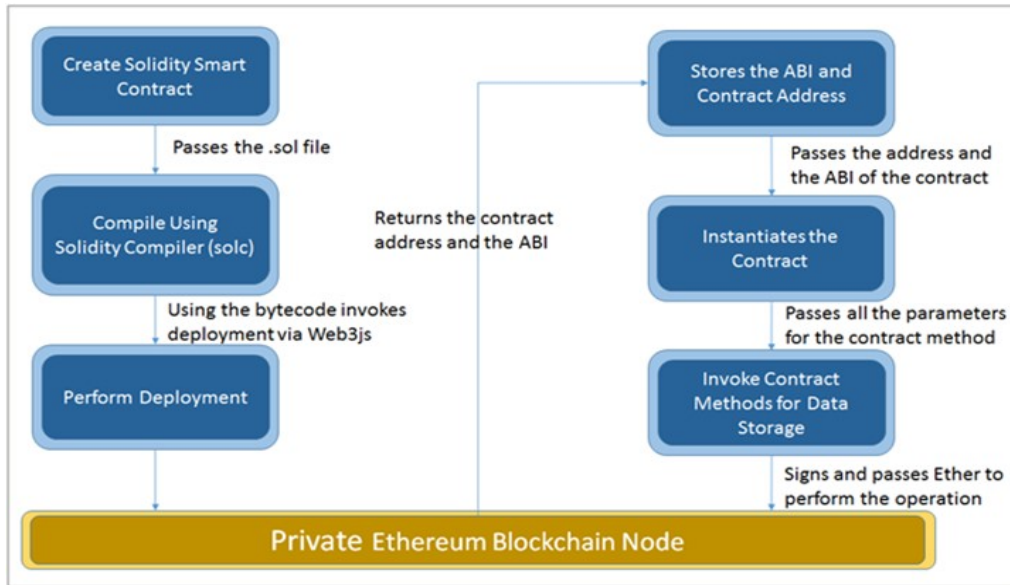 Create Solidity Smart
Contract
Passes the .sol file
Compile Using
Solidity Compiler (solc)
Using the bytecode invokes
deployment via Web3js
Perform Deployment
Returns the contract
address and the ABI
Stores the ABI and
Contract Address
Passes the address and
the ABI of the contract
Instantiates the
Contract
Passes all the parameters
for the contract method
Invoke Contract
Methods for Data
Storage
Signs and passes Ether to
perform the operation
Private Ethereum Blockchain Node